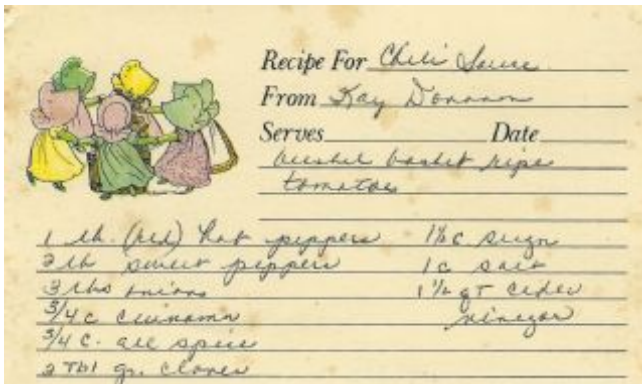 Recipe For Chili Sauce
From Kay
Serves Date
bushel basket ripe
tomatoes
1 lb. (red) hot peppers 1½ c sugar
2 lb sweet peppers 1 c salt
3 lbs onions 1½ qt cider
3/4 c cinnamon vinegar
3/4 c. all spice
2 Tbl gr. cloves